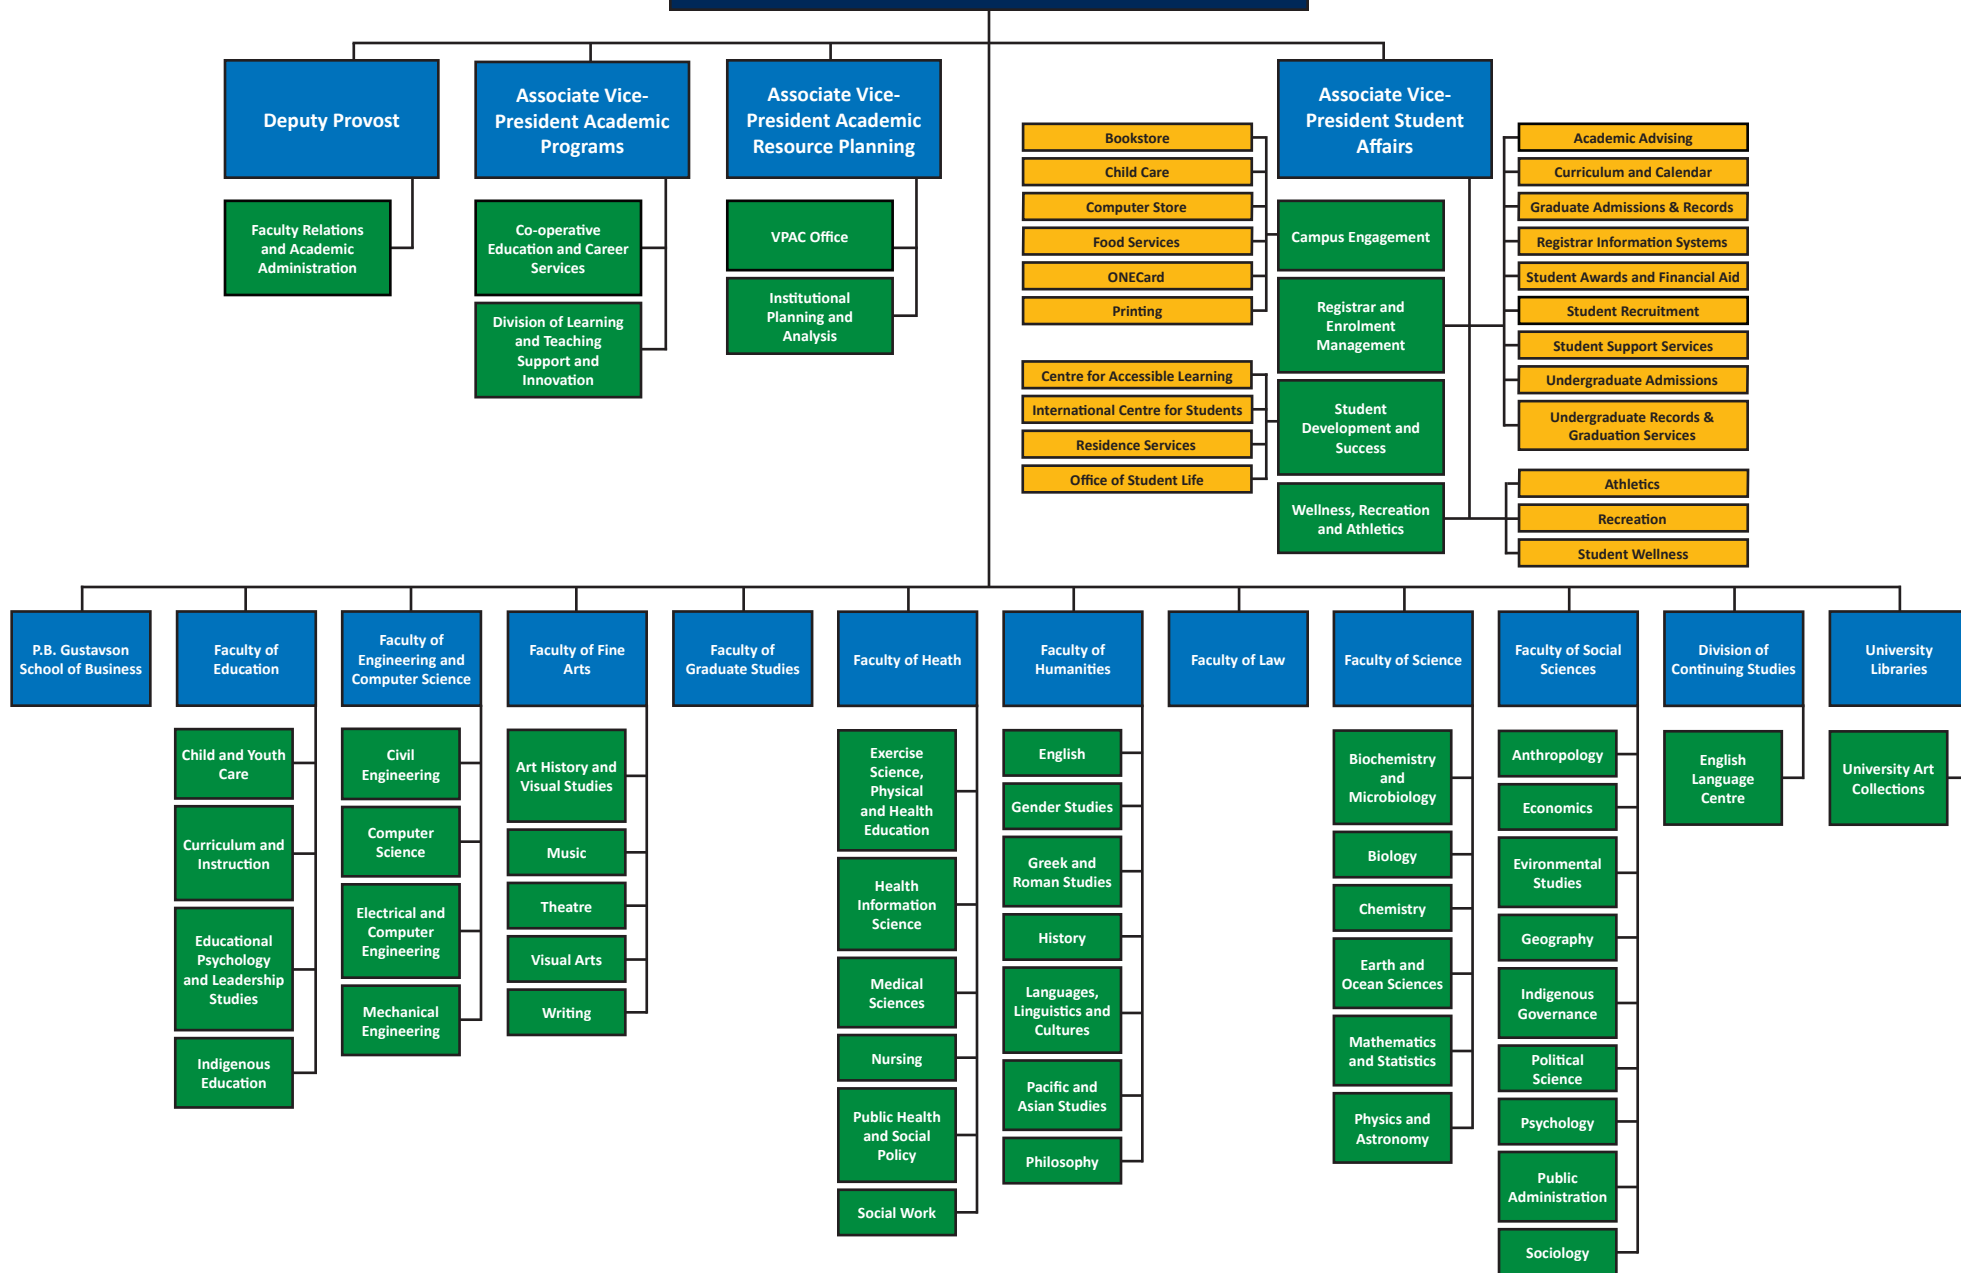 Deputy Provost
Associate Vice-
President Academic
Programs
Associate Vice-
President Academic
Resource Planning
Associate Vice-
President Student
Affairs
Faculty Relations
and Academic
Administration
Co-operative
Education and Career
Services
Division of Learning
and Teaching
Support and
Innovation
VPAC Office
Institutional
Planning and
Analysis
Bookstore
Child Care
Computer Store
Food Services
ONECard
Printing
Centre for Accessible Learning
International Centre for Students
Residence Services
Office of Student Life
Campus Engagement
Registrar and
Enrolment
Management
Student
Development and
Success
Wellness, Recreation
and Athletics
Academic Advising
Curriculum and Calendar
Graduate Admissions & Records
Registrar Information Systems
Student Awards and Financial Aid
Student Recruitment
Student Support Services
Undergraduate Admissions
Undergraduate Records &
Graduation Services
Athletics
Recreation
Student Wellness
P.B. Gustavson
School of Business
Faculty of
Education
Child and Youth
Care
Curriculum and
Instruction
Educational
Psychology
and Leadership
Studies
Indigenous
Education
Faculty of
Engineering and
Computer Science
Civil
Engineering
Computer
Science
Electrical and
Computer
Engineering
Mechanical
Engineering
Faculty of Fine
Arts
Art History and
Visual Studies
Music
Theatre
Visual Arts
Writing
Faculty of
Graduate Studies
Faculty of Heath
Exercise
Science,
Physical
and Health
Education
Health
Information
Science
Medical
Sciences
Nursing
Public Health
and Social
Policy
Social Work
Faculty of
Humanities
English
Gender Studies
Greek and
Roman Studies
History
Languages,
Linguistics and
Cultures
Pacific and
Asian Studies
Philosophy
Faculty of Law
Faculty of Science
Biochemistry
and
Microbiology
Biology
Chemistry
Earth and
Ocean Sciences
Mathematics
and Statistics
Physics and
Astronomy
Faculty of Social
Sciences
Anthropology
Economics
Evironmental
Studies
Geography
Indigenous
Governance
Political
Science
Psychology
Public
Administration
Sociology
Division of
Continuing Studies
English
Language
Centre
University
Libraries
University Art
Collections